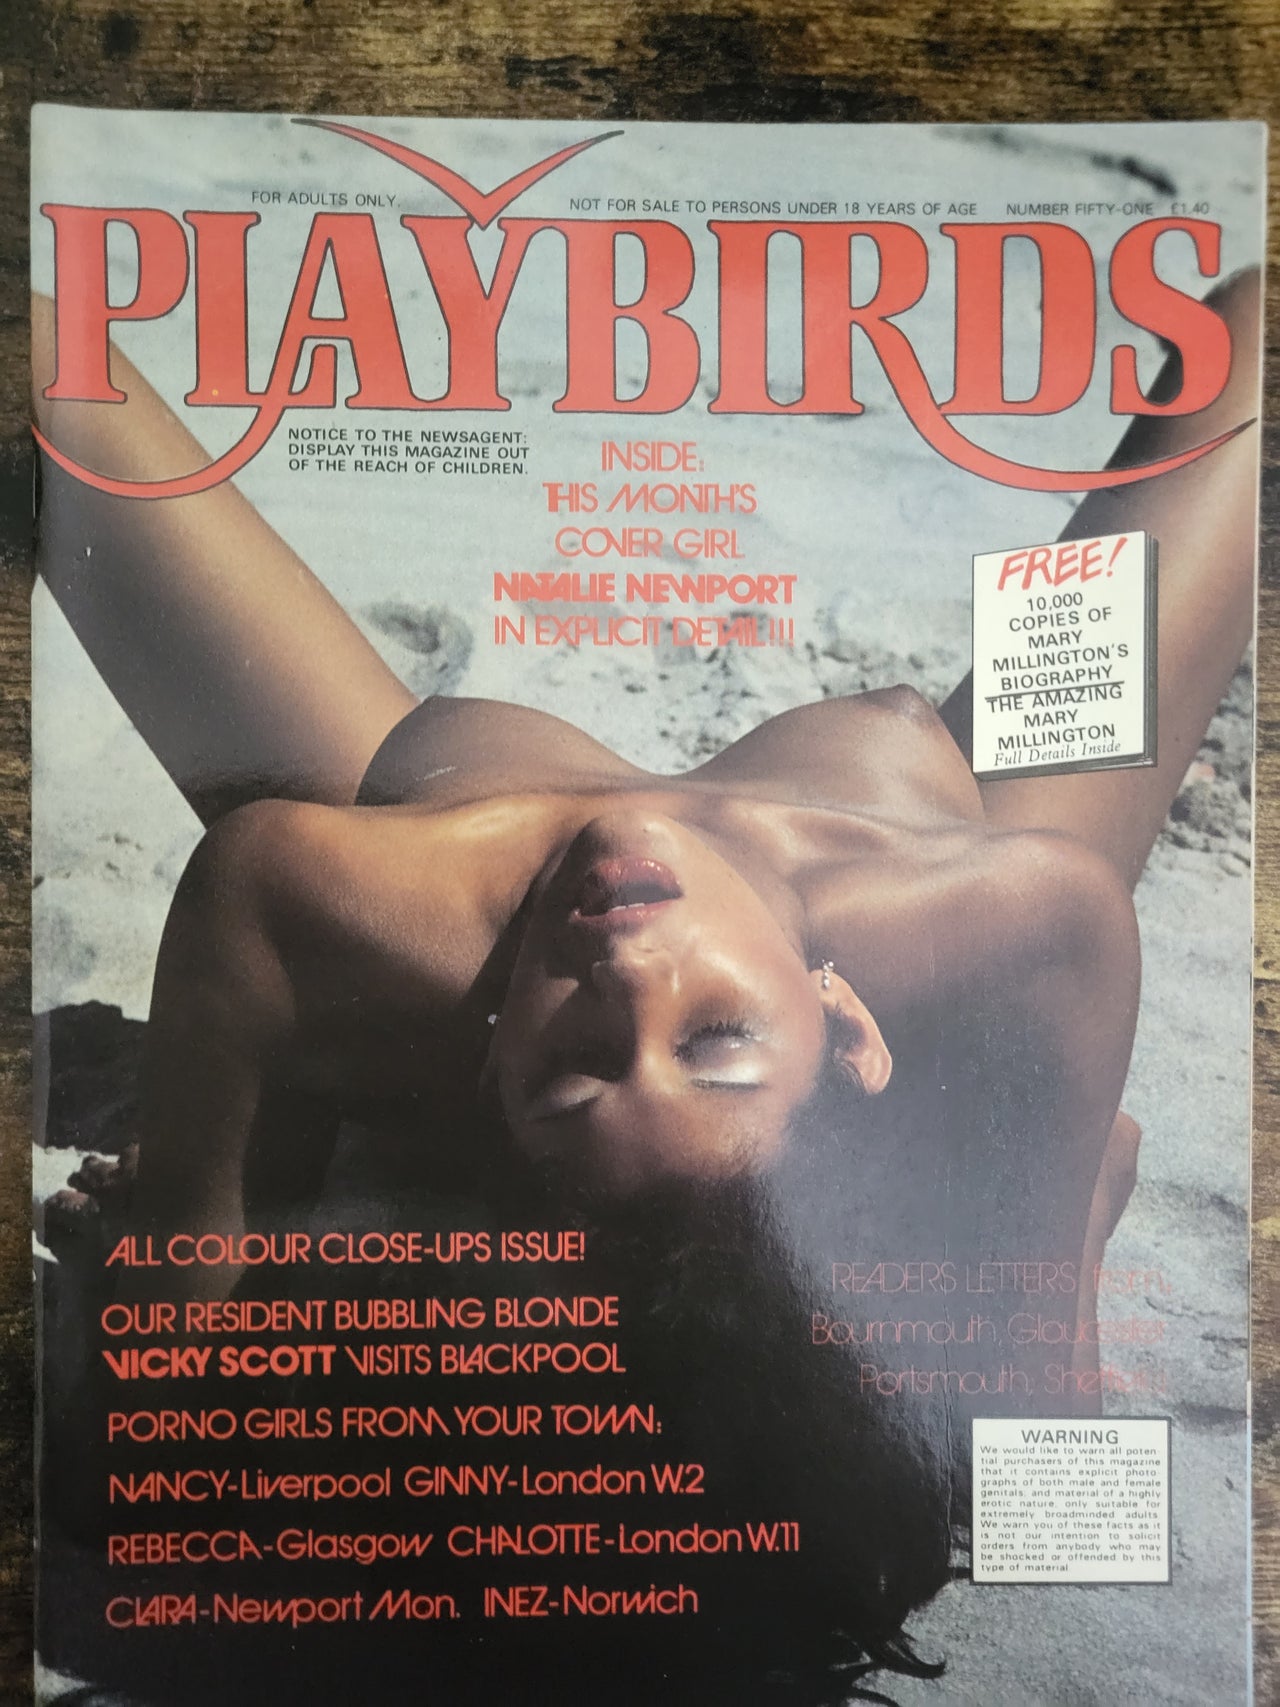 FOR ADULTS ONLY.
NOT FOR SALE TO PERSONS UNDER 18 YEARS OF AGE NUMBER FIFTY-ONE £1.40
PLAYBIRDS
NOTICE TO THE NEWSAGENT:
DISPLAY THIS MAGAZINE OUT
OF THE REACH OF CHILDREN.
INSIDE:
THIS MONTH'S
COVER GIRL
NATALIE NEWPORT
IN EXPLICIT DETAIL!!!
FREE!
10,000
COPIES OF
MARY
MILLINGTON'S
BIOGRAPHY
THE AMAZING
MARY
MILLINGTON
Full Details Inside
ALL COLOUR CLOSE-UPS ISSUE!
OUR RESIDENT BUBBLING BLONDE
VICKY SCOTT VISITS BLACKPOOL
PORNO GIRLS FROM YOUR TOWN:
NANCY-Liverpool GINNY-London W.2
REBECCA-Glasgow CHALOTTE-London W.11
CLARA-Newport Mon. INEZ-Norwich
READERS LETTERS from,
Bournmouth, Gloucester
Portsmouth, Sheffield
WARNING
We would like to warn all poten-
tial purchasers of this magazine
that it contains explicit photo-
graphs of both male and female
genitals; and material of a highly
erotic nature, only suitable for
extremely broadminded adults.
We warn you of these facts as it
is not our intention to solicit
orders from anybody who may
be shocked or offended by this
type of material.